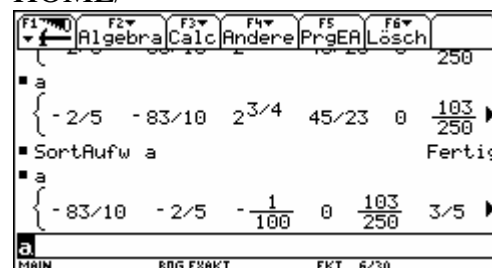 HOME/
F1 F2 F3 F4 F5 F6
Algebra Calc Andere PrgEA Lösch
250
a
{ -2/5 -83/10 2^3/4 45/23 0 103/250
SortAufw a Fertig
a
{ -83/10 -2/5 -1/100 0 103/250 3/5
a
MAIN BOG EXAKT FKT 6/30